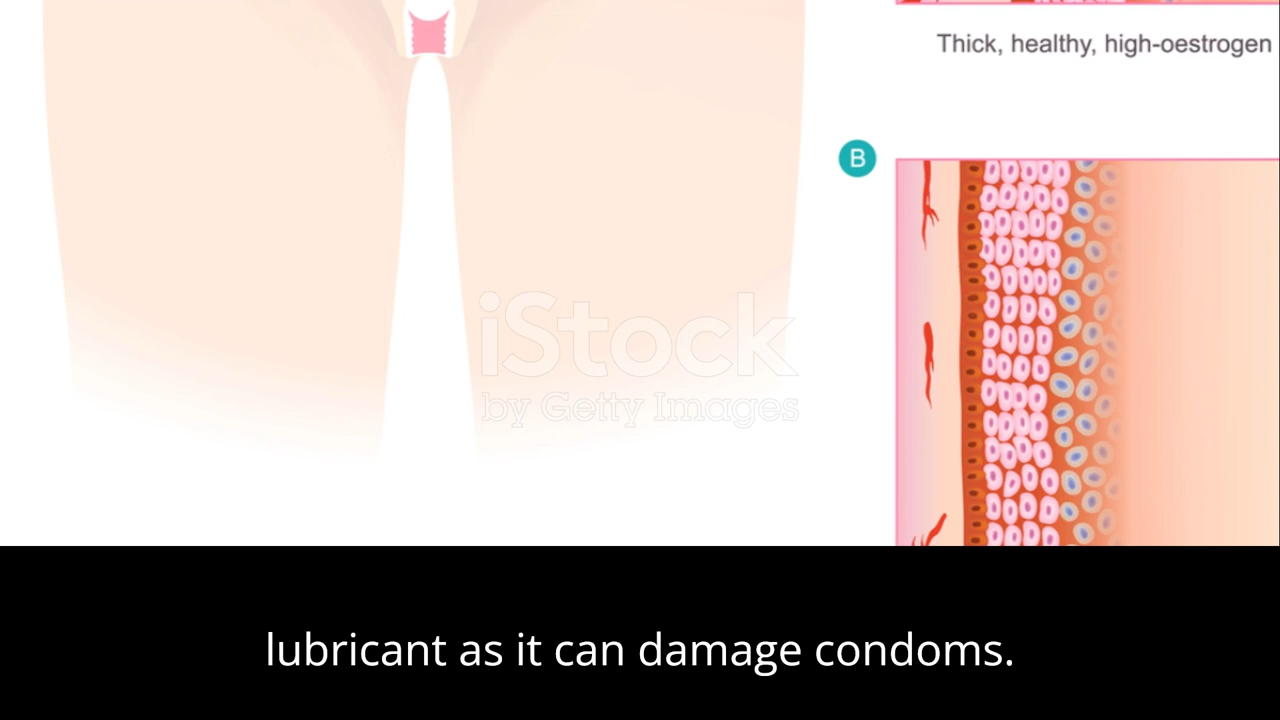 Thick, healthy, high-oestrogen
B
iStock
by Getty Images
lubricant as it can damage condoms.